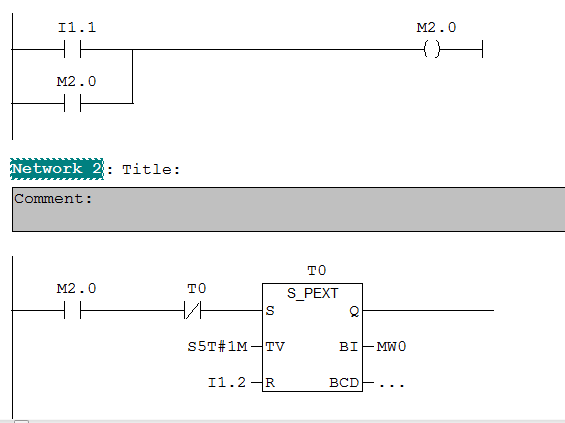 I1.1 M2.0
M2.0
Network 2: Title:
Comment:
T0
M2.0 T0 S_PEXT
S Q
S5T#1M TV BI MW0
I1.2 R BCD ...